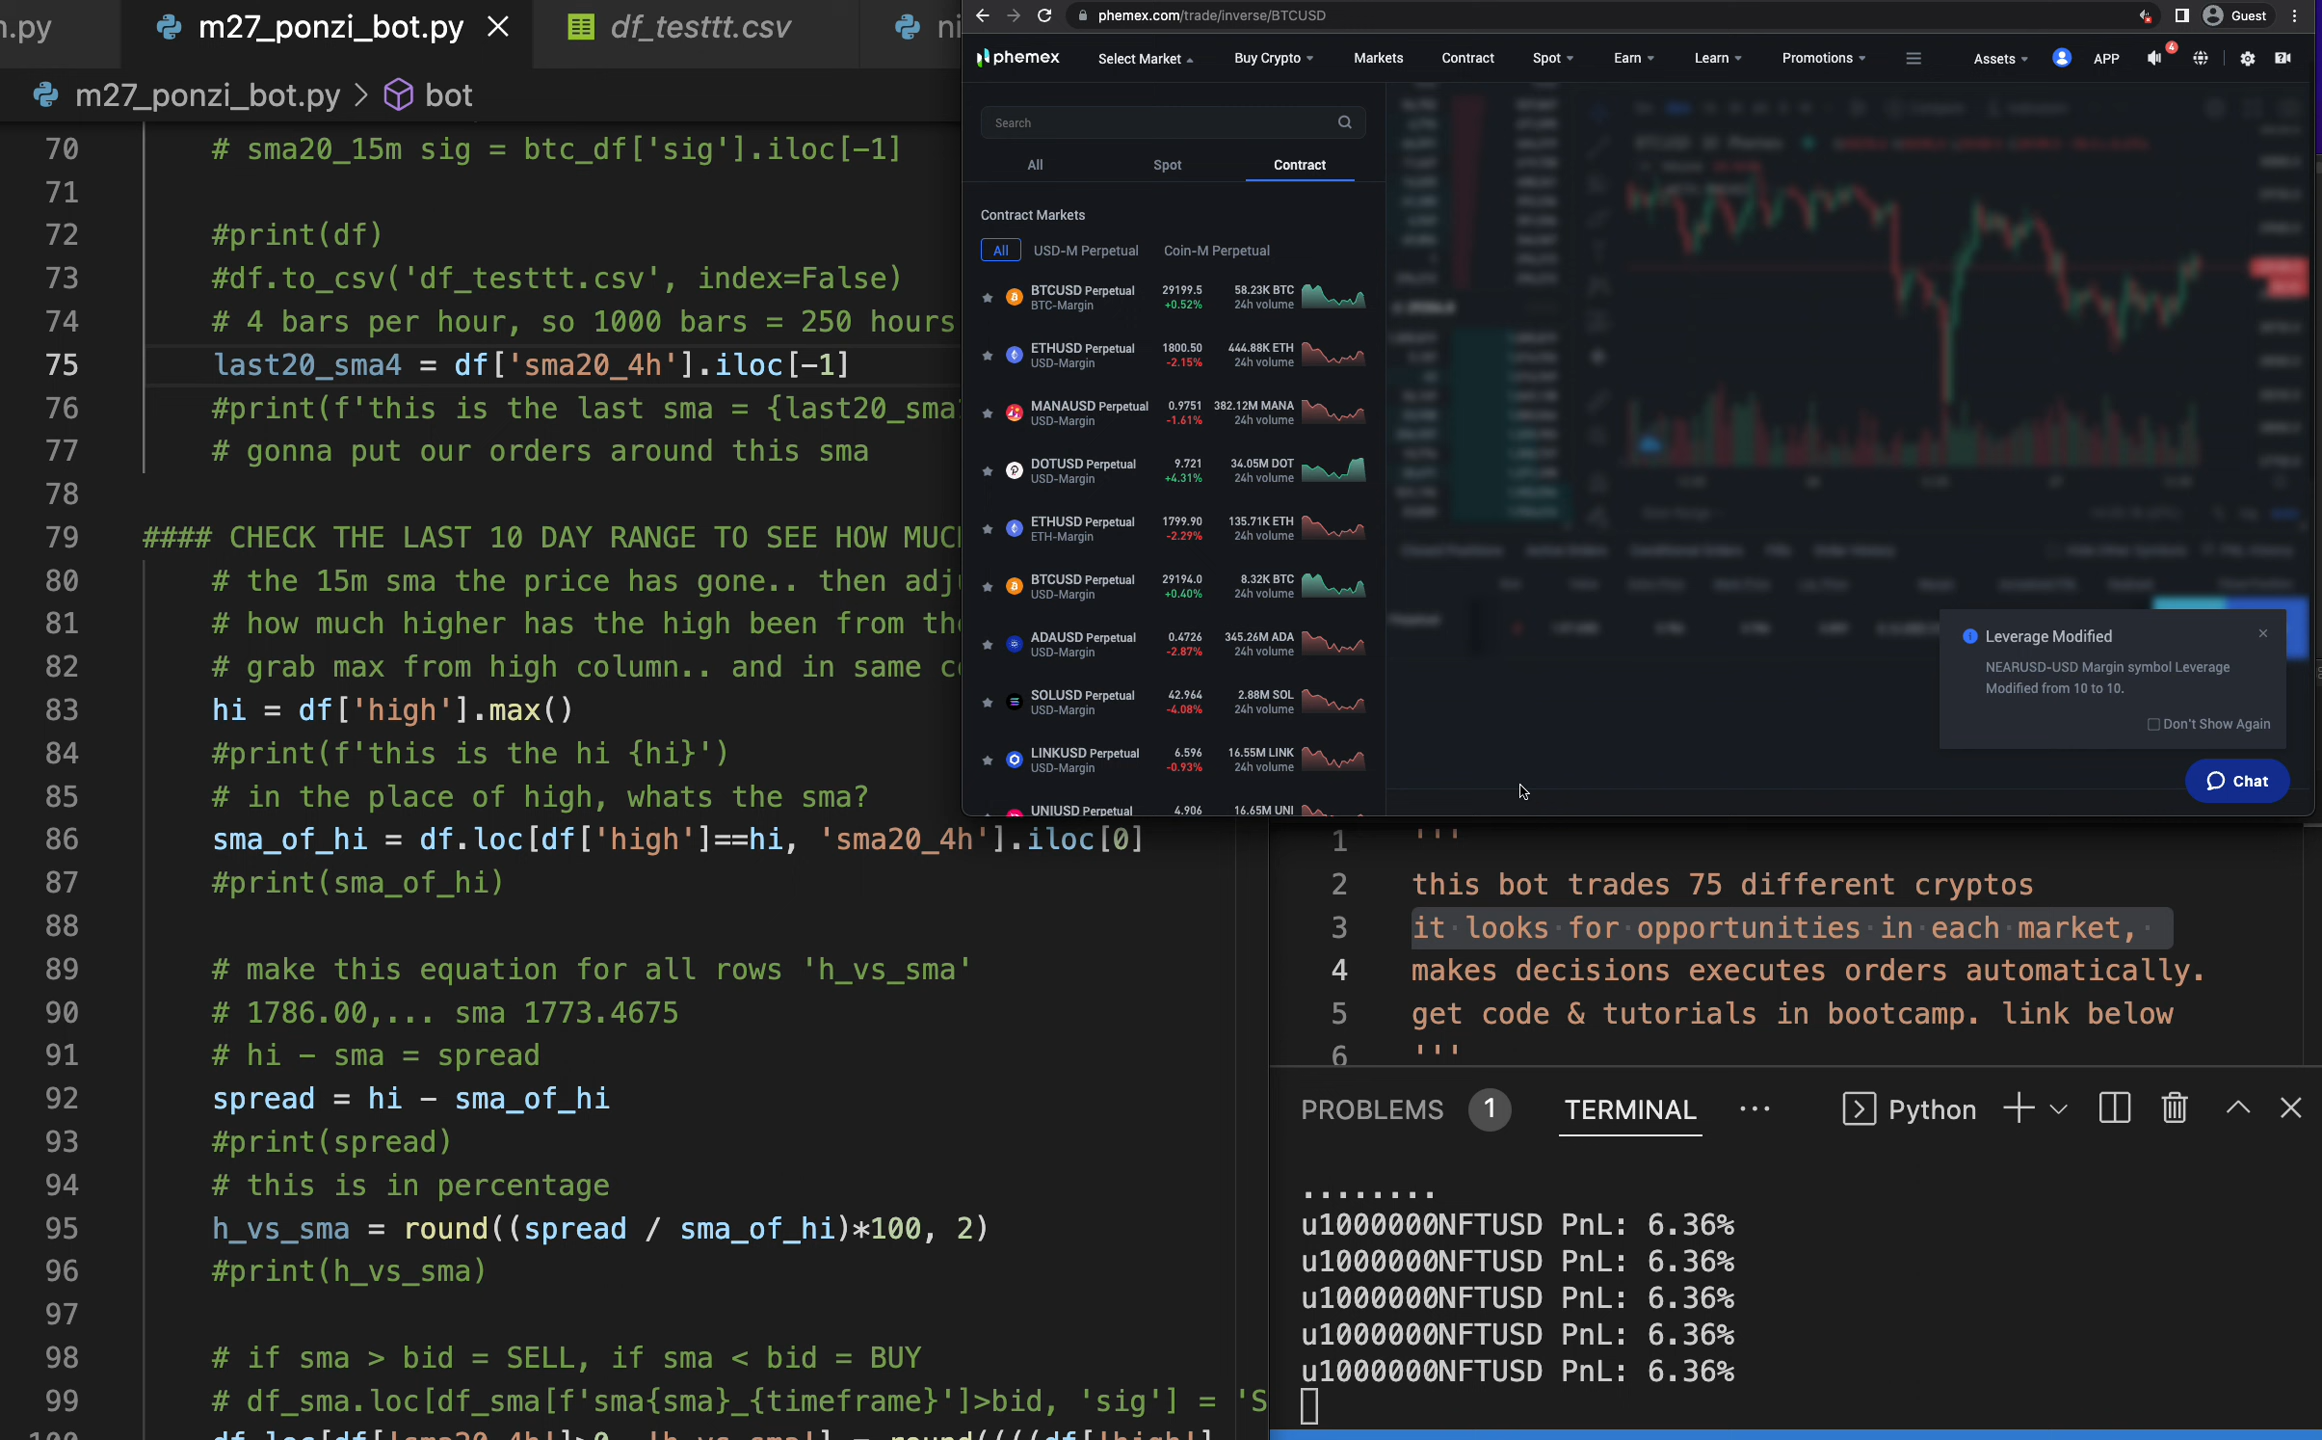 n.py
m27_ponzi_bot.py
df_testtt.csv
ni
m27_ponzi_bot.py > bot
70 # sma20_15m sig = btc_df['sig'].iloc[-1]
71
72 #print(df)
73 #df.to_csv('df_testtt.csv', index=False)
74 # 4 bars per hour, so 1000 bars = 250 hours
75 last20_sma4 = df['sma20_4h'].iloc[-1]
76 #print(f'this is the last sma = {last20_sma
77 # gonna put our orders around this sma
78
79 #### CHECK THE LAST 10 DAY RANGE TO SEE HOW MUCH
80 # the 15m sma the price has gone.. then adj
81 # how much higher has the high been from th
82 # grab max from high column.. and in same c
83 hi = df['high'].max()
84 #print(f'this is the hi {hi}')
85 # in the place of high, whats the sma?
86 sma_of_hi = df.loc[df['high']==hi, 'sma20_4h'].iloc[0]
87 #print(sma_of_hi)
88
89 # make this equation for all rows 'h_vs_sma'
90 # 1786.00,... sma 1773.4675
91 # hi - sma = spread
92 spread = hi - sma_of_hi
93 #print(spread)
94 # this is in percentage
95 h_vs_sma = round((spread / sma_of_hi)*100, 2)
96 #print(h_vs_sma)
97
98 # if sma > bid = SELL, if sma < bid = BUY
99 # df_sma.loc[df_sma[f'sma{sma}_{timeframe}']>bid, 'sig'] = 'S
phemex.com/trade/inverse/BTCUSD
Guest
phemex
Select Market
Buy Crypto
Markets
Contract
Spot
Earn
Learn
Promotions
Assets
APP
4
Search
All Spot Contract
Contract Markets
All USD-M Perpetual Coin-M Perpetual
BTCUSD Perpetual 29199.5 58.23K BTC
BTC-Margin +0.52% 24h volume
ETHUSD Perpetual 1800.50 444.88K ETH
USD-Margin -2.15% 24h volume
MANAUSD Perpetual 0.9751 382.12M MANA
USD-Margin -1.61% 24h volume
DOTUSD Perpetual 9.721 34.05M DOT
USD-Margin +4.31% 24h volume
ETHUSD Perpetual 1799.90 135.71K ETH
ETH-Margin -2.29% 24h volume
BTCUSD Perpetual 29194.0 8.32K BTC
USD-Margin +0.40% 24h volume
ADAUSD Perpetual 0.4726 345.26M ADA
USD-Margin -2.87% 24h volume
SOLUSD Perpetual 42.964 2.88M SOL
USD-Margin -4.08% 24h volume
LINKUSD Perpetual 6.596 16.55M LINK
USD-Margin -0.93% 24h volume
UNIUSD Perpetual 4.906 16.65M UNI
Leverage Modified
NEARUSD-USD Margin symbol Leverage
Modified from 10 to 10.
Don't Show Again
Chat
1 '''
2 this bot trades 75 different cryptos
3 it looks for opportunities in each market,
4 makes decisions executes orders automatically.
5 get code & tutorials in bootcamp. link below
6 '''
PROBLEMS 1 TERMINAL ··· Python
........
u1000000NFTUSD PnL: 6.36%
u1000000NFTUSD PnL: 6.36%
u1000000NFTUSD PnL: 6.36%
u1000000NFTUSD PnL: 6.36%
u1000000NFTUSD PnL: 6.36%